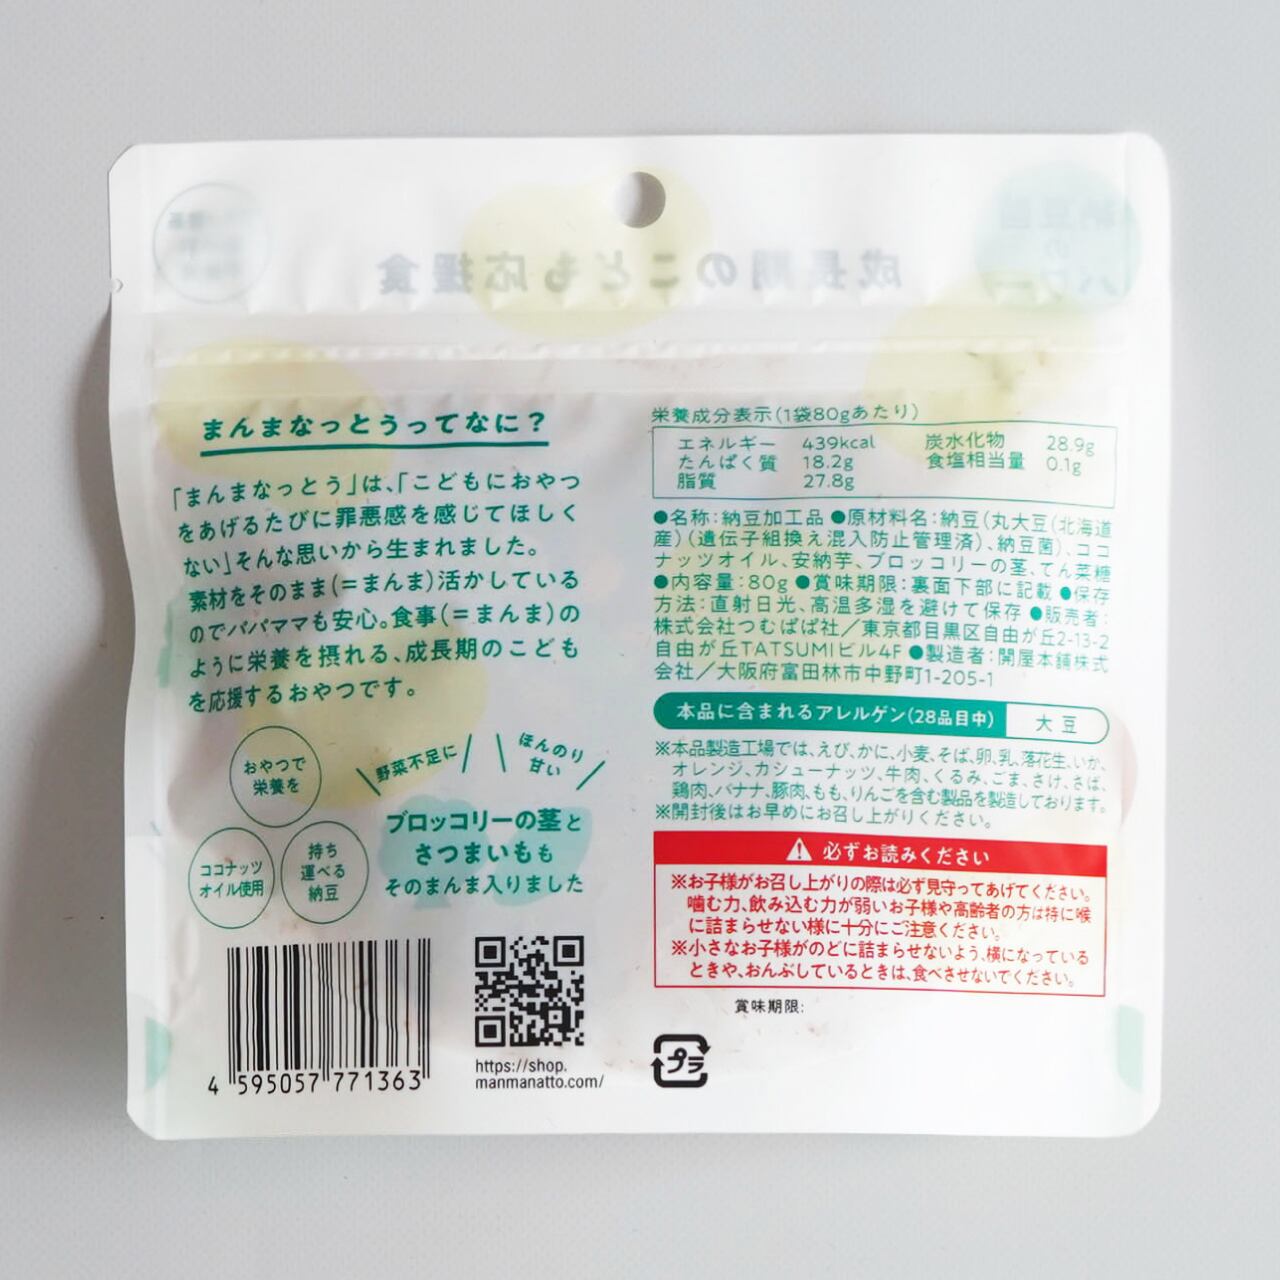 まんまなっとうってなに？
「まんまなっとう」は、「こどもにおやつ
をあげるたびに罪悪感を感じてほしく
ない」そんな思いから生まれました。
素材をそのまま(=まんま)活かしている
のでパパママも安心。食事(=まんま)の
ように栄養を摂れる、成長期のこども
を応援するおやつです。
おやつで
栄養を
ココナッツ
オイル使用
持ち
運べる
納豆
野菜不足に
ほんのり
甘い
ブロッコリーの茎と
さつまいもも
そのまんま入りました
4 595057 771363
https://shop.
manmanatto.com/
栄養成分表示(1袋80gあたり)
エネルギー 439kcal 炭水化物 28.9g
たんぱく質 18.2g 食塩相当量 0.1g
脂質 27.8g
●名称:納豆加工品 ●原材料名:納豆(丸大豆(北海道
産)(遺伝子組換え混入防止管理済)、納豆菌)、ココ
ナッツオイル、安納芋、ブロッコリーの茎、てん菜糖
●内容量:80g ●賞味期限:裏面下部に記載 ●保存
方法:直射日光、高温多湿を避けて保存 ●販売者:
株式会社つむぱぱ社/東京都目黒区自由が丘2-13-2
自由が丘TATSUMIビル4F ●製造者:開屋本舗株式
会社/大阪府富田林市中野町1-205-1
本品に含まれるアレルゲン(28品目中) 大豆
※本品製造工場では、えび、かに、小麦、そば、卵、乳、落花生、いか、
オレンジ、カシューナッツ、牛肉、くるみ、ごま、さけ、さば、
鶏肉、バナナ、豚肉、もも、りんごを含む製品を製造しております。
※開封後はお早めにお召し上がりください。
必ずお読みください
※お子様がお召し上がりの際は必ず見守ってあげてください。
噛む力、飲み込む力が弱いお子様や高齢者の方は特に喉
に詰まらせない様に十分にご注意ください。
※小さなお子様がのどに詰まらせないよう、横になっている
ときや、おんぶしているときは、食べさせないでください。
賞味期限:
プラ